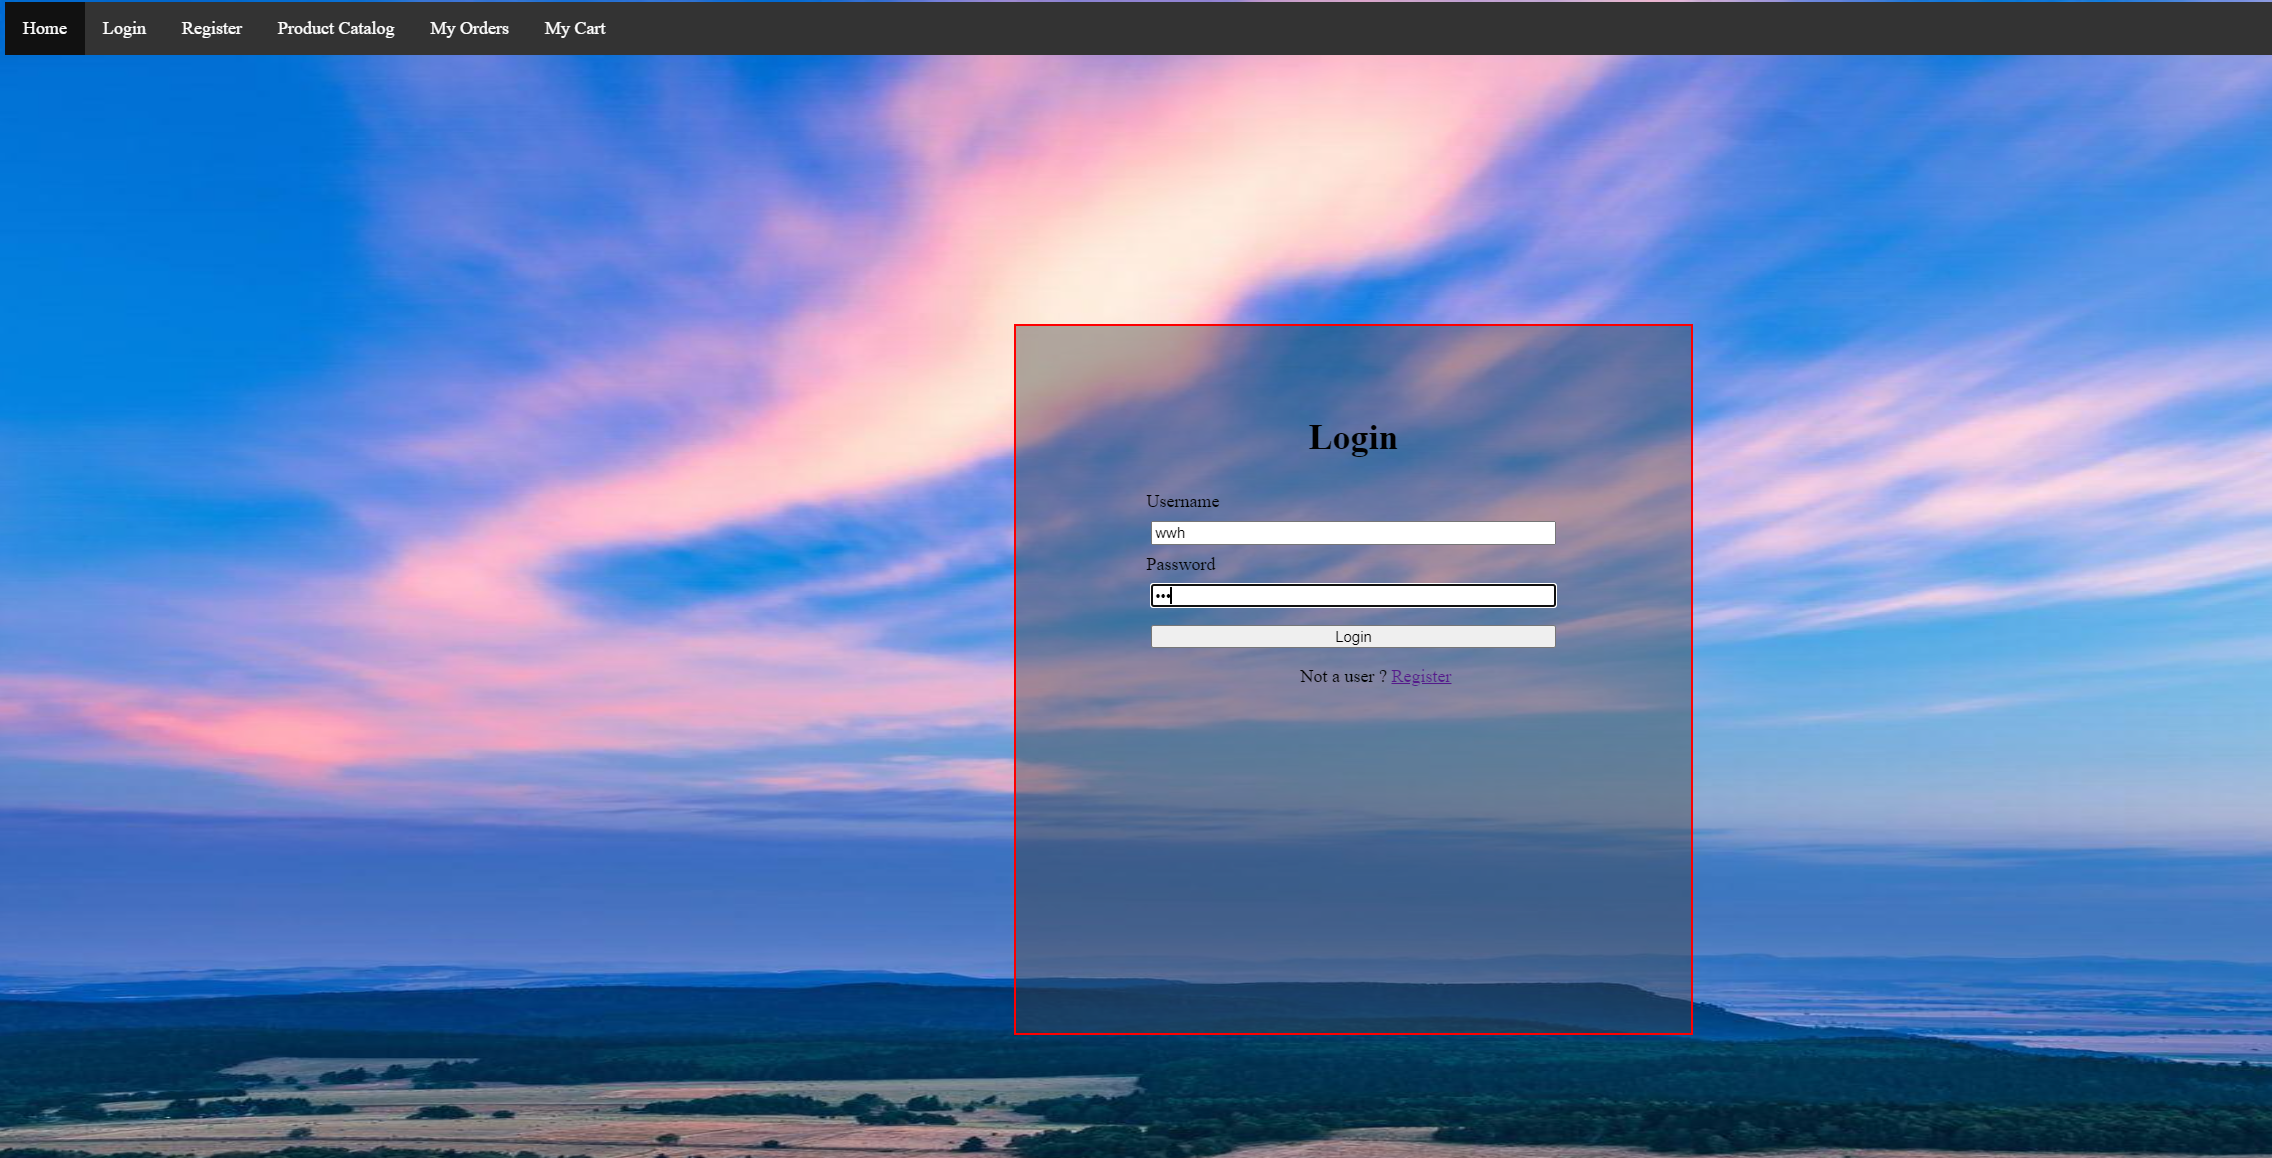 Home Login Register Product Catalog My Orders My Cart
Login
Username
wwh
Password
•••
Login
Not a user ? Register